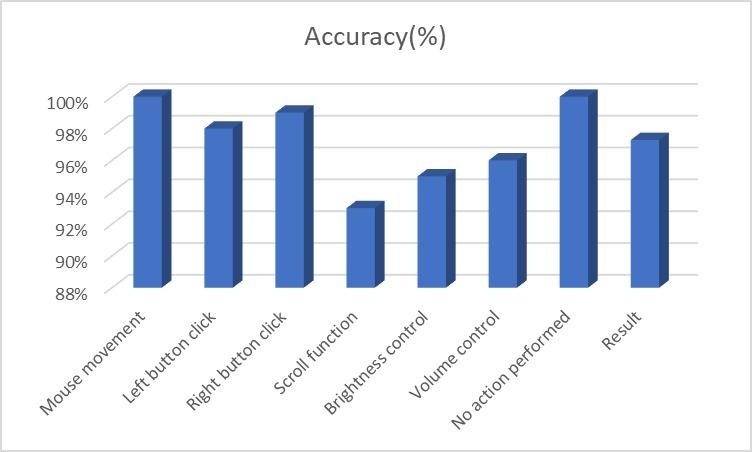 Accuracy(%)
100%
98%
96%
94%
92%
90%
88%
Mouse movement
Left button click
Right button click
Scroll function
Brightness control
Volume control
No action performed
Result